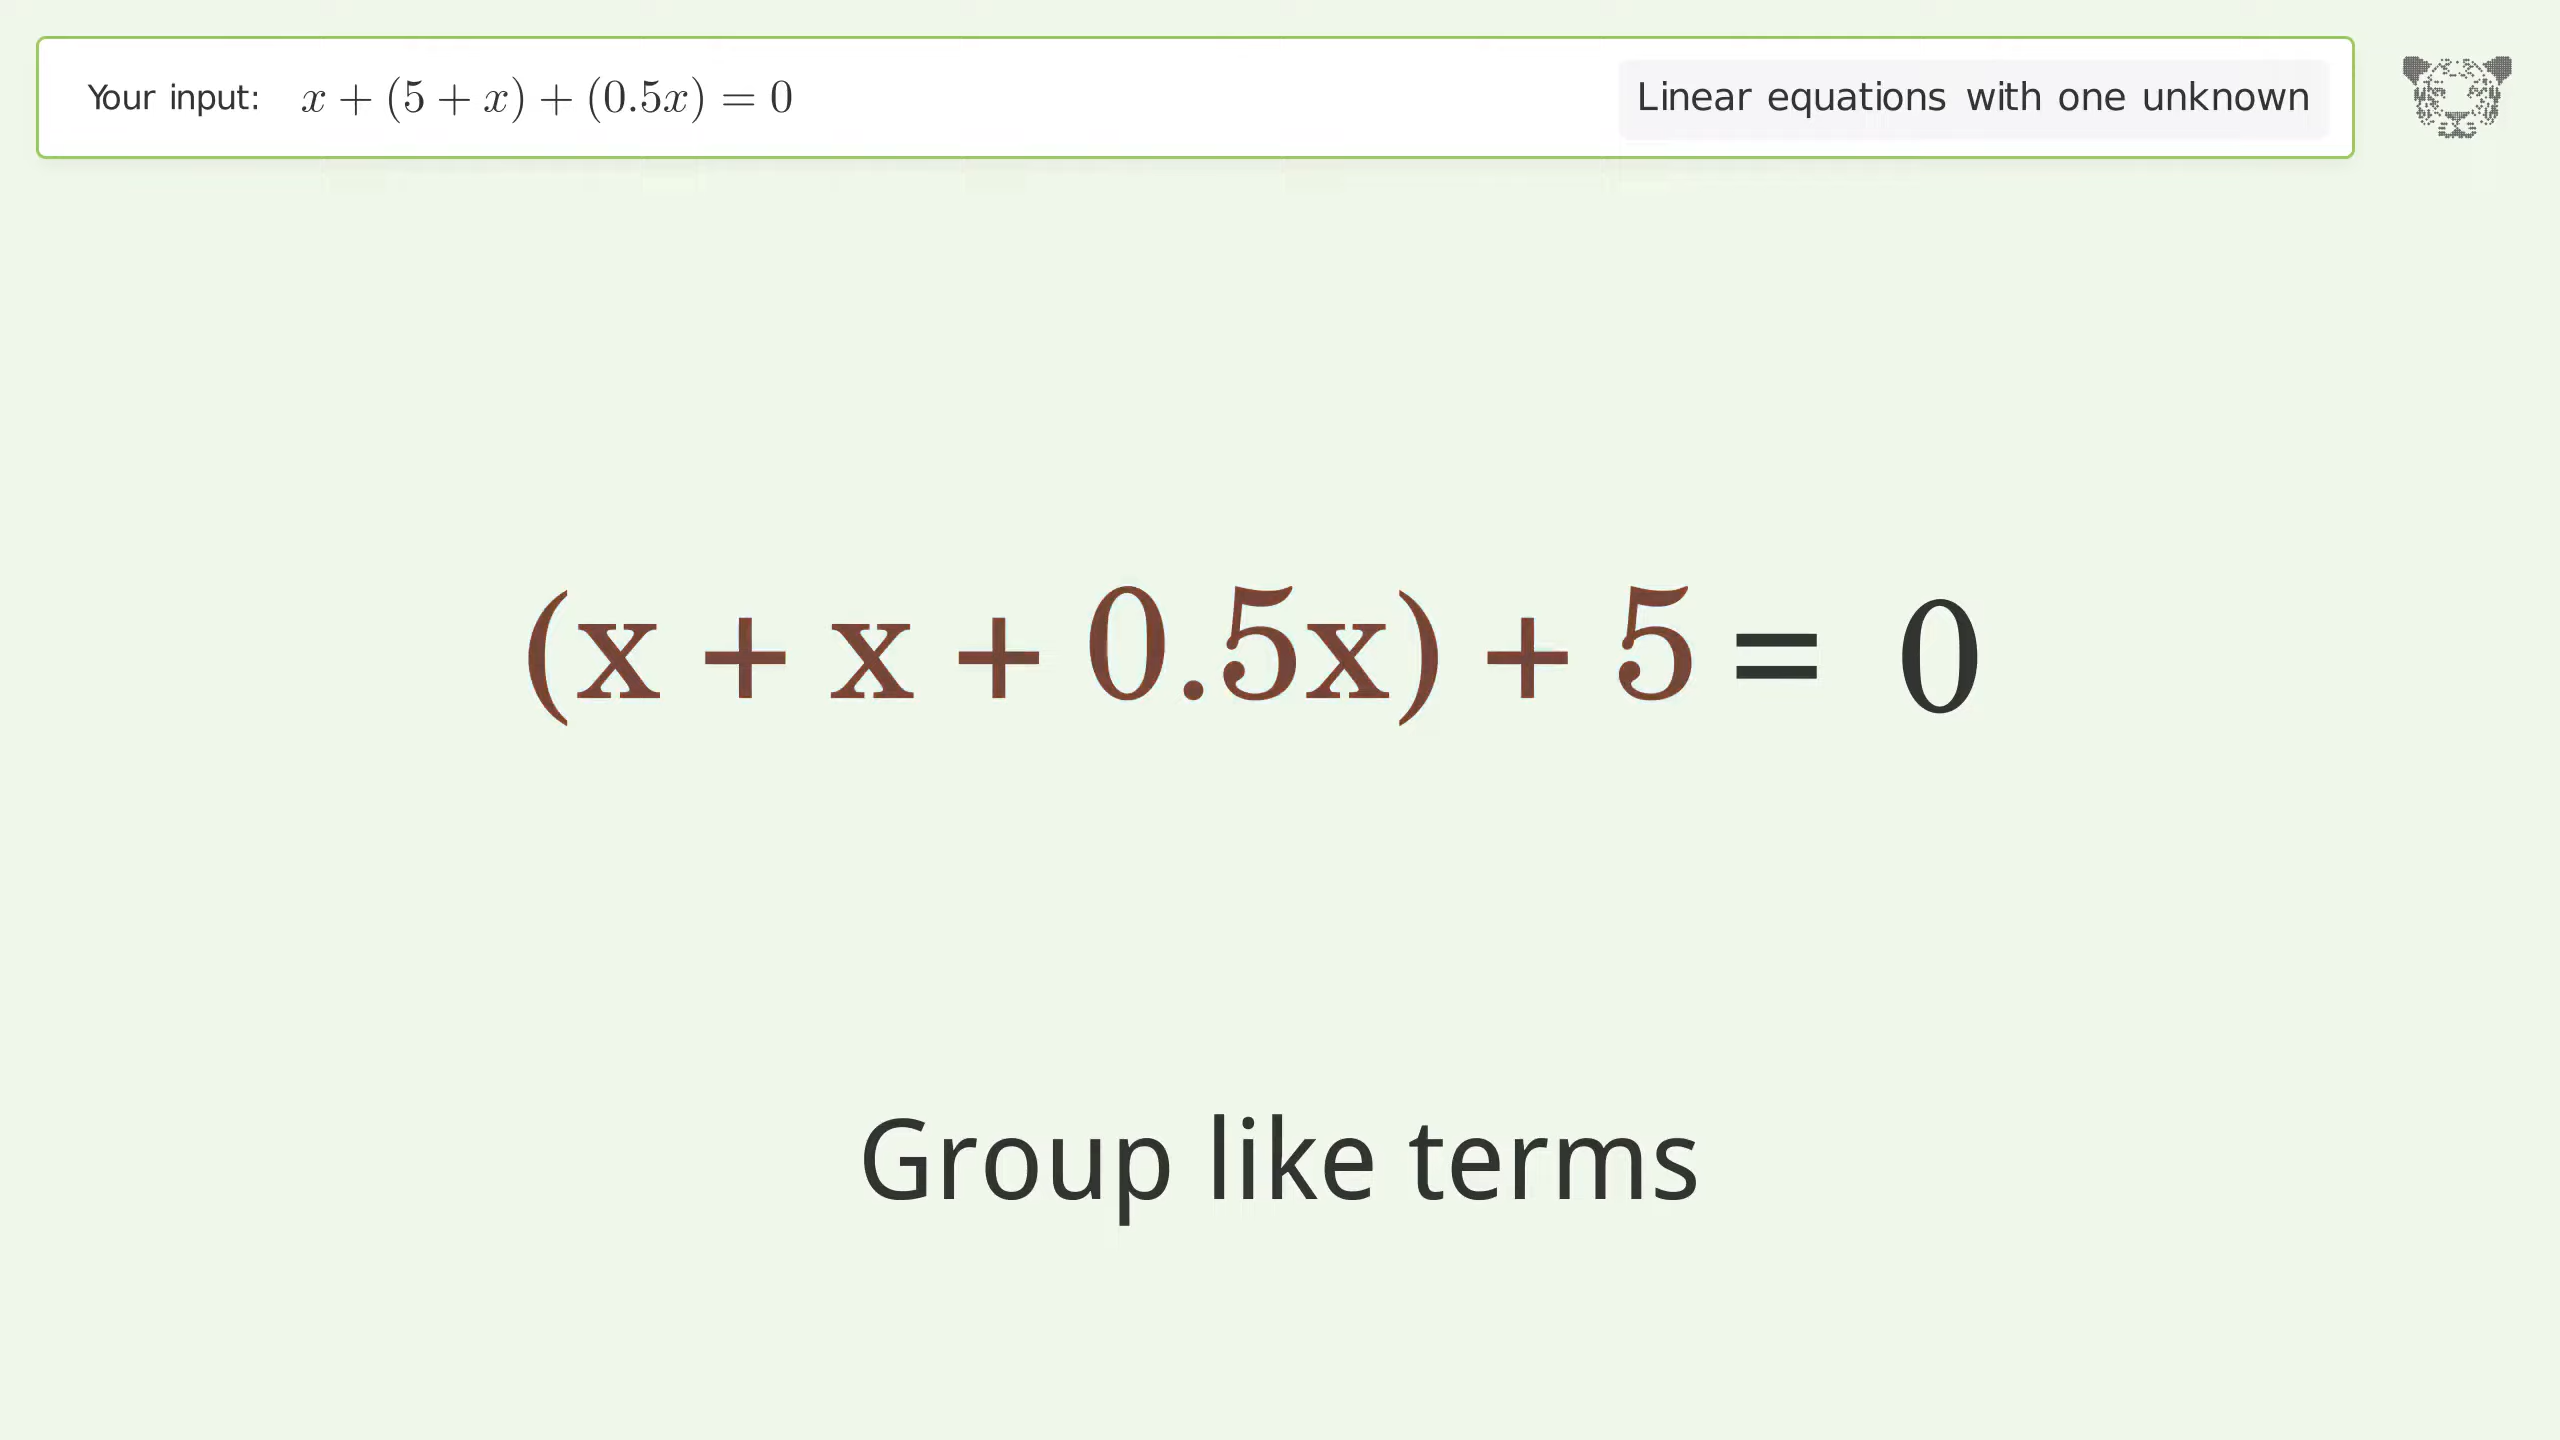 Your input: x + (5 + x) + (0.5x) = 0 Linear equations with one unknown
(x + x + 0.5x) + 5 = 0
Group like terms